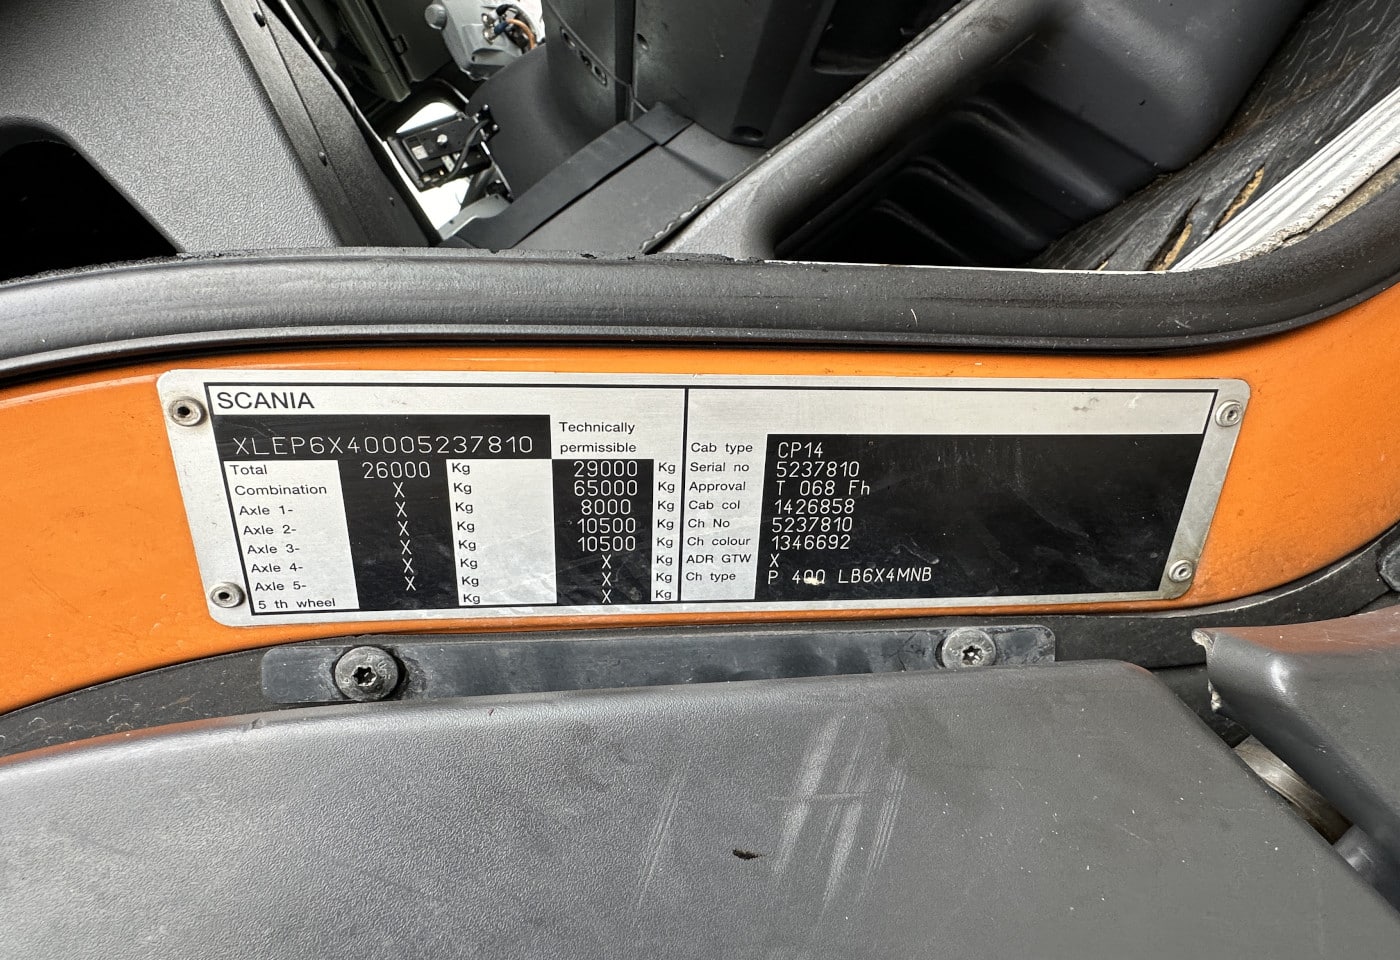 SCANIA
XLEP6X40005237810
Technically
permissible
Total 26000 Kg 29000 Kg
Combination X Kg 65000 Kg
Axle 1- X Kg 8000 Kg
Axle 2- X Kg 10500 Kg
Axle 3- X Kg 10500 Kg
Axle 4- X Kg X Kg
Axle 5- X Kg X Kg
5 th wheel Kg X Kg
Cab type CP14
Serial no 5237810
Approval T 068 Fh
Cab col 1426858
Ch No 5237810
Ch colour 1346692
ADR GTW X
Ch type P 400 LB6X4MNB